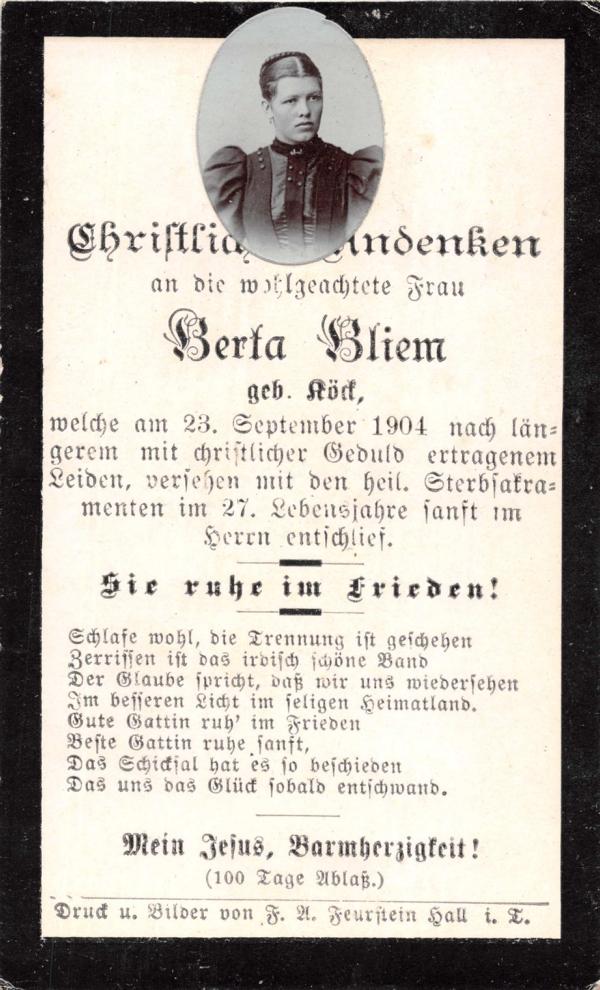 Christlic Andenken
an die wohlgeachtete Frau
Berta Bliem
geb. Köck,
welche am 23. September 1904 nach län=
gerem mit christlicher Geduld ertragenem
Leiden, versehen mit den heil. Sterbsakra=
menten im 27. Lebensjahre sanft im
Herrn entschlief.
Sie ruhe im Frieden!
Schlafe wohl, die Trennung ist geschehen
Zerrissen ist das irdisch schöne Band
Der Glaube spricht, daß wir uns wiedersehen
Im besseren Licht im seligen Heimatland.
Gute Gattin ruh' im Frieden
Beste Gattin ruhe sanft,
Das Schicksal hat es so beschieden
Das uns das Glück sobald entschwand.
Mein Jesus, Barmherzigkeit!
(100 Tage Ablaß.)
Druck u. Bilder von F. A. Feurstein Hall i. T.